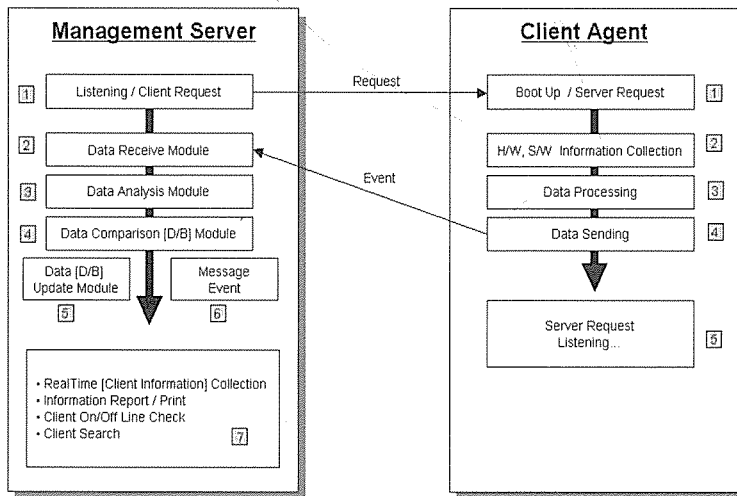 Management Server
1 Listening / Client Request
2 Data Receive Module
3 Data Analysis Module
4 Data Comparison [D/B] Module
Data [D/B]
Update Module
5
Message
Event
6
• RealTime [Client Information] Collection
• Information Report / Print
• Client On/Off Line Check
• Client Search
7
Request
Event
Client Agent
Boot Up / Server Request 1
H/W, S/W Information Collection 2
Data Processing 3
Data Sending 4
Server Request
Listening...
5